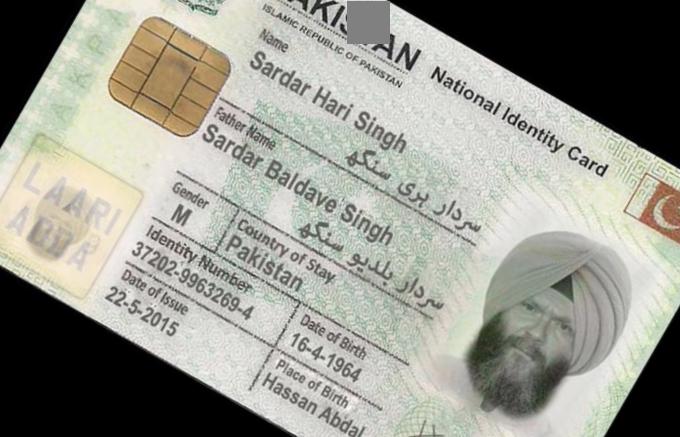 PAKISTAN National Identity Card
ISLAMIC REPUBLIC OF PAKISTAN
Name
Sardar Hari Singh
سردار ہری سنگھ
Father Name
Sardar Baldave Singh
سردار بلدیو سنگھ
Gender
M
Country of Stay
Pakistan
Identity Number
37202-9963269-4
Date of Birth
16-4-1964
Date of Issue
22-5-2015
Place of Birth
Hassan Abdal
LAARI
ADDA